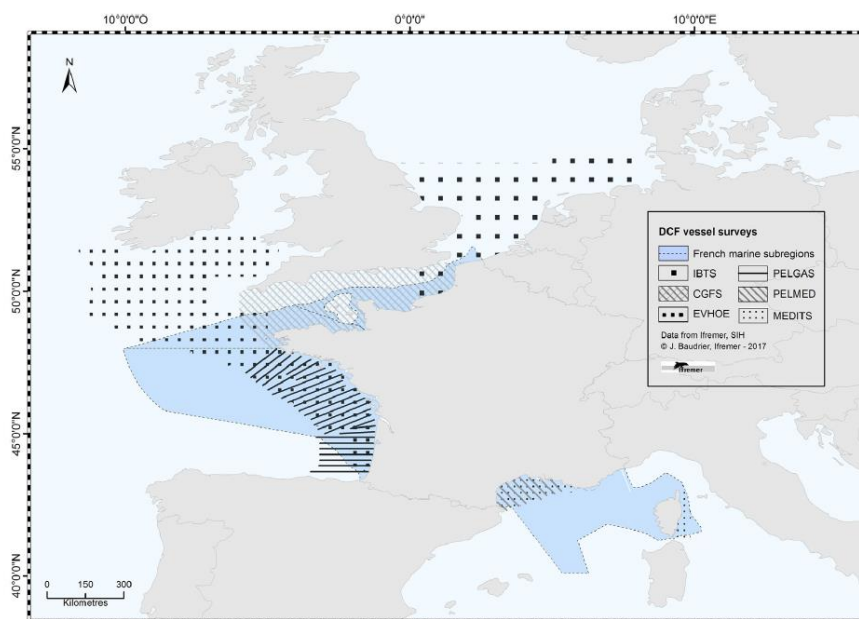 10°0'0"O 0°0'0" 10°0'0"E
N
55°0'0"N
50°0'0"N
45°0'0"N
40°0'0"N
DCF vessel surveys
French marine subregions
IBTS PELGAS
CGFS PELMED
EVHOE MEDITS
Data from Ifremer, SIH
© J. Baudrier, Ifremer - 2017
Ifremer
0 150 300
Kilometres